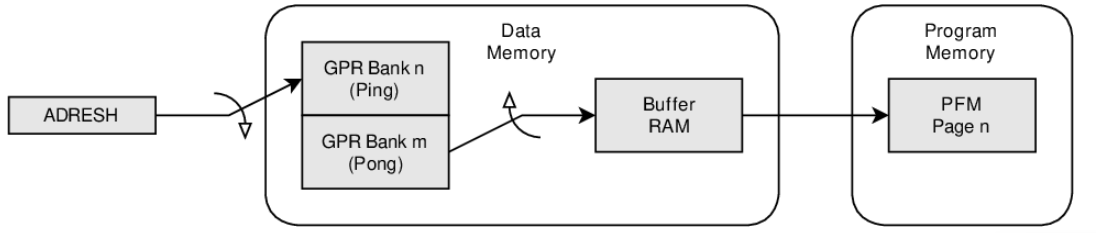 Data
Memory
Program
Memory
GPR Bank n
(Ping)
ADRESH
GPR Bank m
(Pong)
Buffer
RAM
PFM
Page n